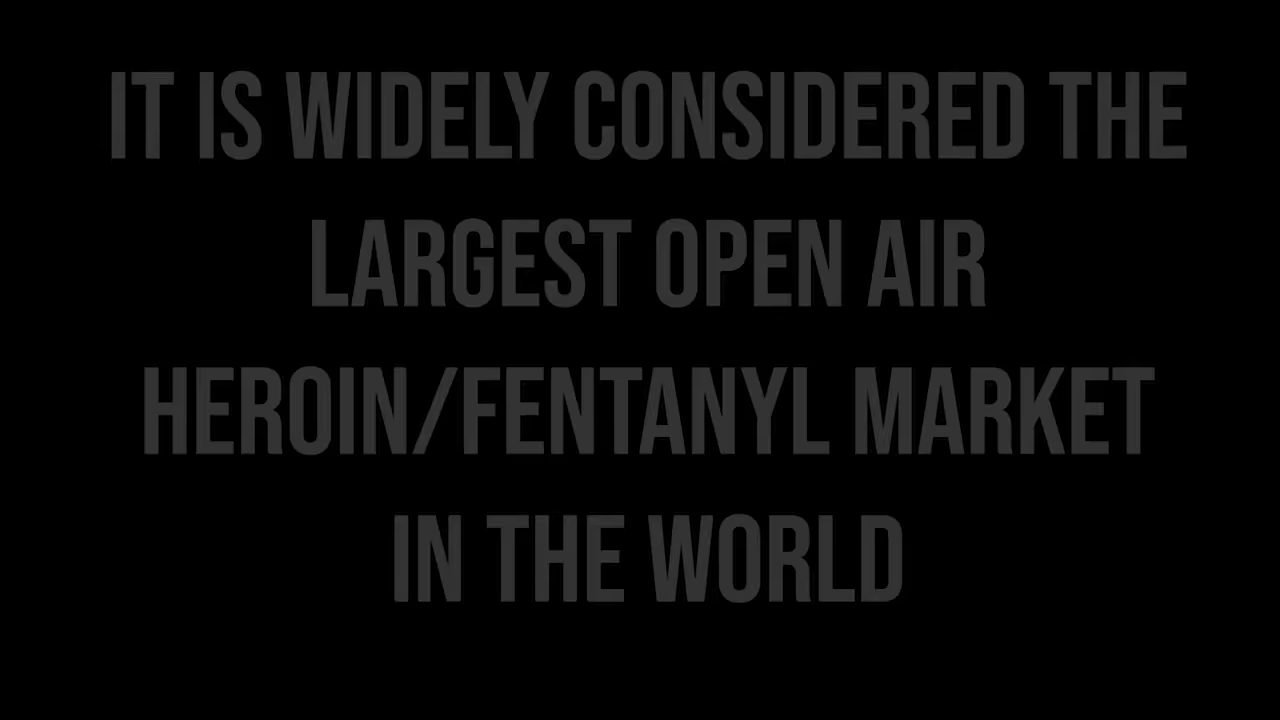 IT IS WIDELY CONSIDERED THE
LARGEST OPEN AIR
HEROIN/FENTANYL MARKET
IN THE WORLD